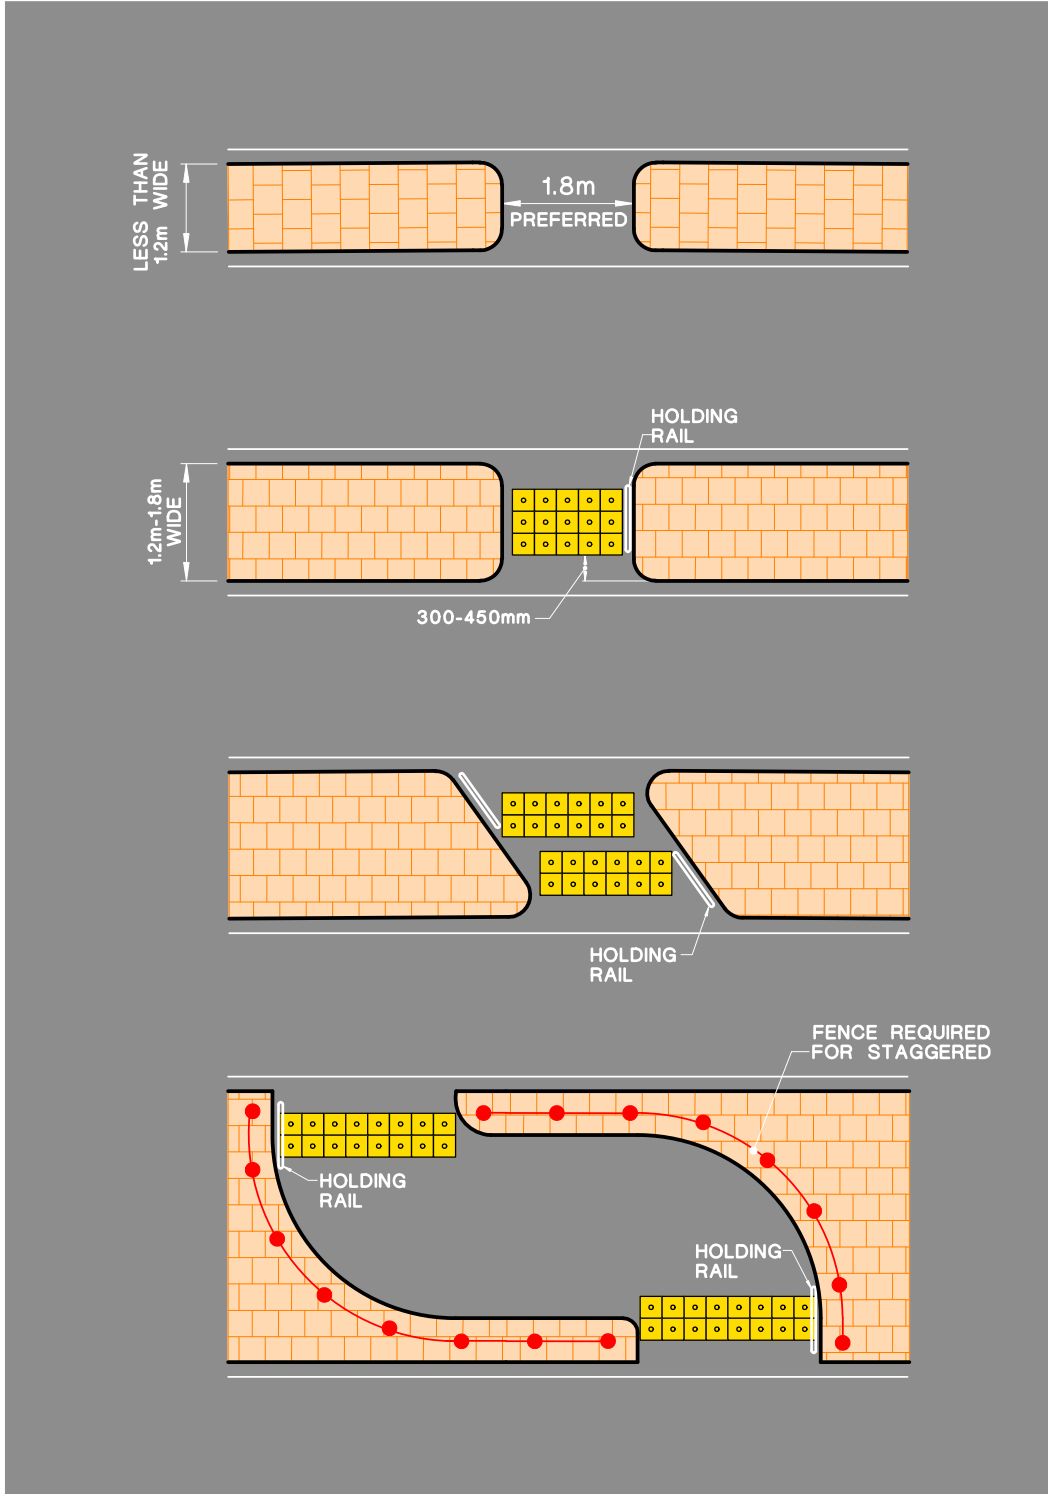 LESS THAN
1.2m WIDE
1.8m
PREFERRED
HOLDING
RAIL
1.2m-1.8m
WIDE
300-450mm
HOLDING
RAIL
FENCE REQUIRED
FOR STAGGERED
HOLDING
RAIL
HOLDING
RAIL